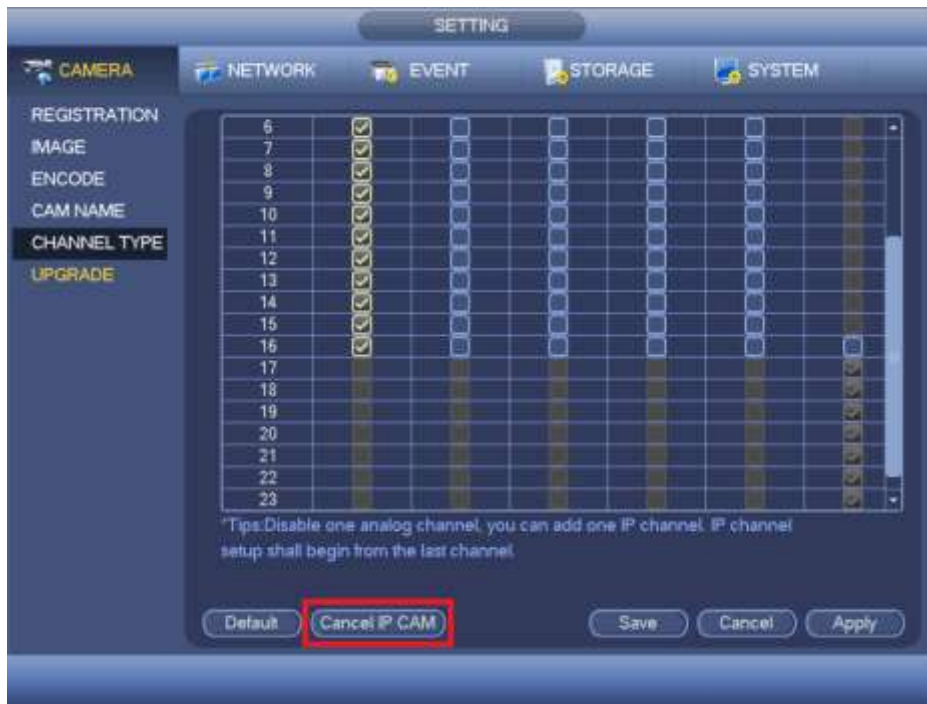 SETTING
CAMERA NETWORK EVENT STORAGE SYSTEM
REGISTRATION
IMAGE
ENCODE
CAM NAME
CHANNEL TYPE
UPGRADE
6
7
8
9
10
11
12
13
14
15
16
17
18
19
20
21
22
23
*Tips:Disable one analog channel, you can add one IP channel. IP channel
setup shall begin from the last channel.
Default Cancel IP CAM Save Cancel Apply